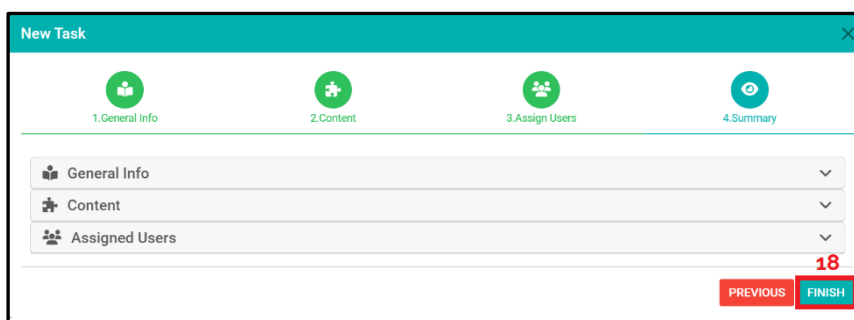 New Task
1.General Info 2.Content 3.Assign Users 4.Summary
General Info
Content
Assigned Users
18
PREVIOUS FINISH